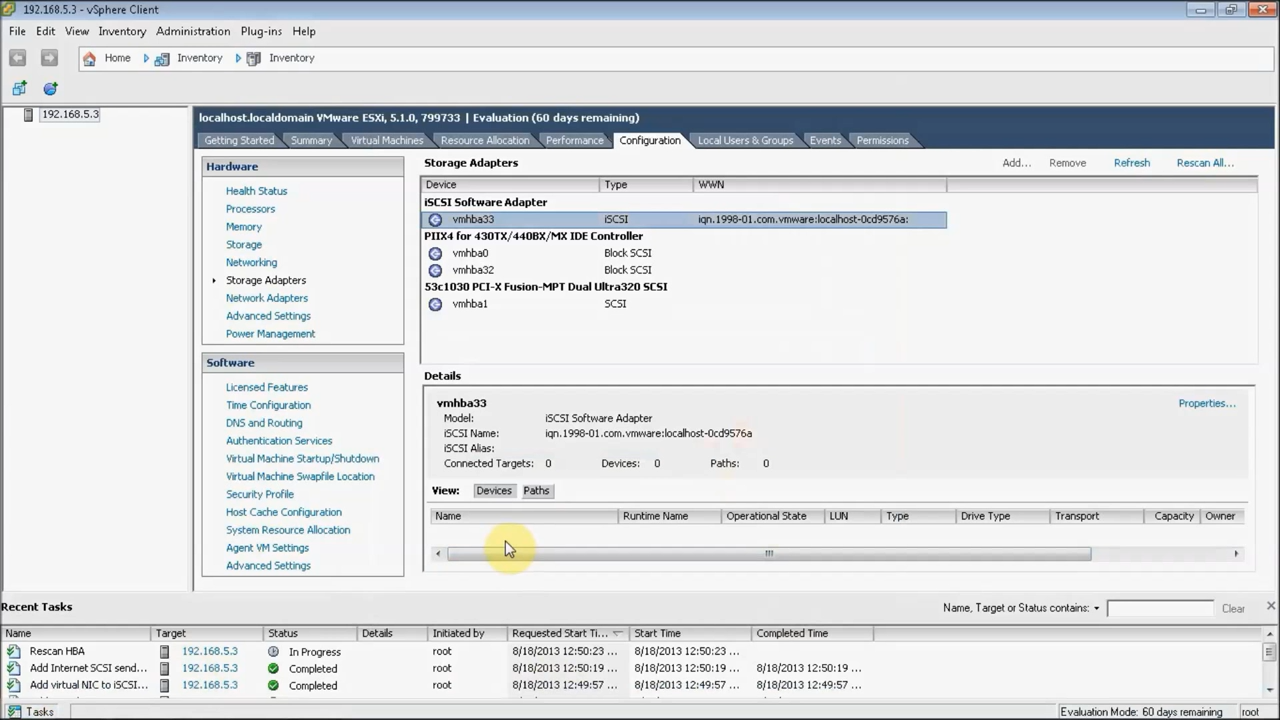 192.168.5.3 - vSphere Client
File Edit View Inventory Administration Plug-ins Help
Home Inventory Inventory
192.168.5.3
localhost.localdomain VMware ESXi, 5.1.0, 799733 | Evaluation (60 days remaining)
Getting Started Summary Virtual Machines Resource Allocation Performance Configuration Local Users & Groups Events Permissions
Hardware
Health Status
Processors
Memory
Storage
Networking
Storage Adapters
Network Adapters
Advanced Settings
Power Management
Software
Licensed Features
Time Configuration
DNS and Routing
Authentication Services
Virtual Machine Startup/Shutdown
Virtual Machine Swapfile Location
Security Profile
Host Cache Configuration
System Resource Allocation
Agent VM Settings
Advanced Settings
Storage Adapters Add... Remove Refresh Rescan All...
Device Type WWN
iSCSI Software Adapter
vmhba33 iSCSI iqn.1998-01.com.vmware:localhost-0cd9576a:
PIIX4 for 430TX/440BX/MX IDE Controller
vmhba0 Block SCSI
vmhba32 Block SCSI
53c1030 PCI-X Fusion-MPT Dual Ultra320 SCSI
vmhba1 SCSI
Details
vmhba33 Properties...
Model: iSCSI Software Adapter
iSCSI Name: iqn.1998-01.com.vmware:localhost-0cd9576a
iSCSI Alias:
Connected Targets: 0 Devices: 0 Paths: 0
View: Devices Paths
Name Runtime Name Operational State LUN Type Drive Type Transport Capacity Owner
Recent Tasks Name, Target or Status contains: Clear
Name Target Status Details Initiated by Requested Start Ti... Start Time Completed Time
Rescan HBA 192.168.5.3 In Progress root 8/18/2013 12:50:23 ... 8/18/2013 12:50:23 ...
Add Internet SCSI send... 192.168.5.3 Completed root 8/18/2013 12:50:19 ... 8/18/2013 12:50:19 ... 8/18/2013 12:50:19 ...
Add virtual NIC to iSCSI... 192.168.5.3 Completed root 8/18/2013 12:49:57 ... 8/18/2013 12:49:57 ... 8/18/2013 12:49:57 ...
Tasks Evaluation Mode: 60 days remaining root